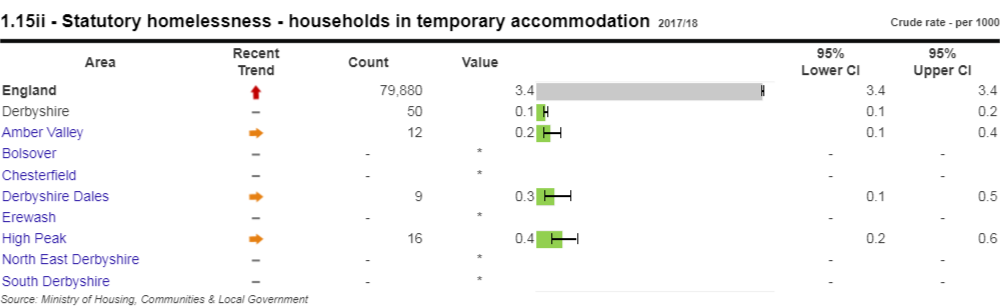 1.15ii - Statutory homelessness - households in temporary accommodation 2017/18 Crude rate - per 1000
Area Recent Trend Count Value 95% Lower CI 95% Upper CI
England 79,880 3.4 3.4 3.4
Derbyshire – 50 0.1 0.1 0.2
Amber Valley 12 0.2 0.1 0.4
Bolsover – - * - -
Chesterfield – - * - -
Derbyshire Dales 9 0.3 0.1 0.5
Erewash – - * - -
High Peak 16 0.4 0.2 0.6
North East Derbyshire – - * - -
South Derbyshire – - * - -
Source: Ministry of Housing, Communities & Local Government